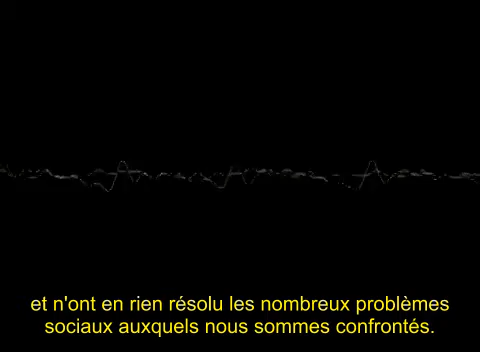 et n'ont en rien résolu les nombreux problèmes
sociaux auxquels nous sommes confrontés.